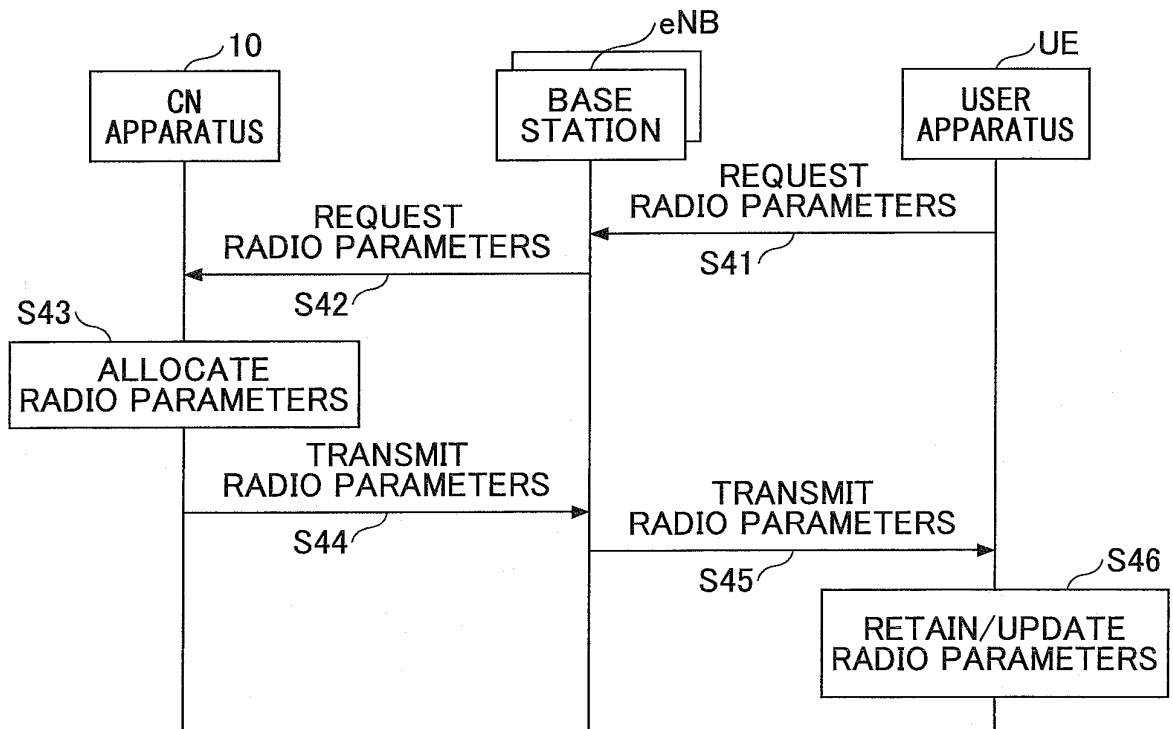 10
CN
APPARATUS
eNB
BASE
STATION
UE
USER
APPARATUS
REQUEST
RADIO PARAMETERS
S41
REQUEST
RADIO PARAMETERS
S42
S43
ALLOCATE
RADIO PARAMETERS
TRANSMIT
RADIO PARAMETERS
S44
TRANSMIT
RADIO PARAMETERS
S45
S46
RETAIN/UPDATE
RADIO PARAMETERS